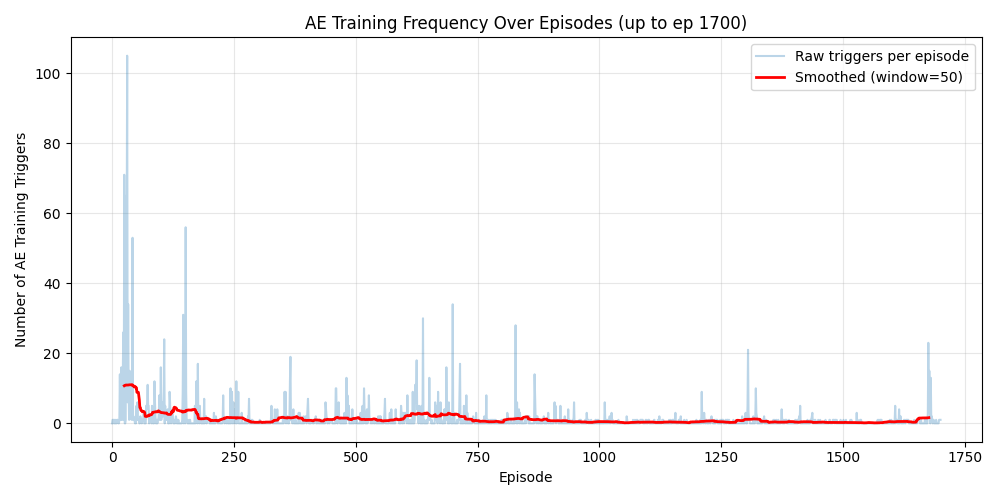 AE Training Frequency Over Episodes (up to ep 1700)
Raw triggers per episode
Smoothed (window=50)
Number of AE Training Triggers
100
80
60
40
20
0
0 250 500 750 1000 1250 1500 1750
Episode